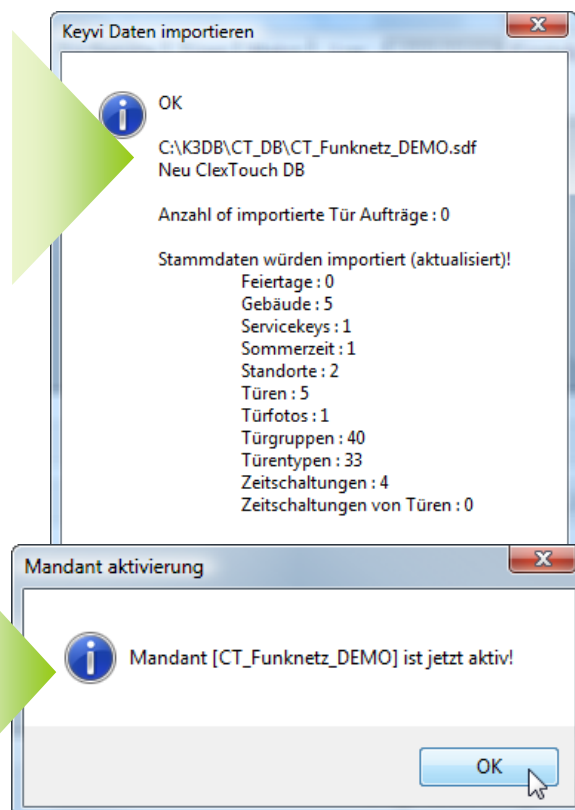 Keyvi Daten importieren
OK
C:\K3DB\CT_DB\CT_Funknetz_DEMO.sdf
Neu ClexTouch DB
Anzahl of importierte Tür Aufträge : 0
Stammdaten würden importiert (aktualisiert)!
Feiertage : 0
Gebäude : 5
Servicekeys : 1
Sommerzeit : 1
Standorte : 2
Türen : 5
Türfotos : 1
Türgruppen : 40
Türentypen : 33
Zeitschaltungen : 4
Zeitschaltungen von Türen : 0
Mandant aktivierung
Mandant [CT_Funknetz_DEMO] ist jetzt aktiv!
OK